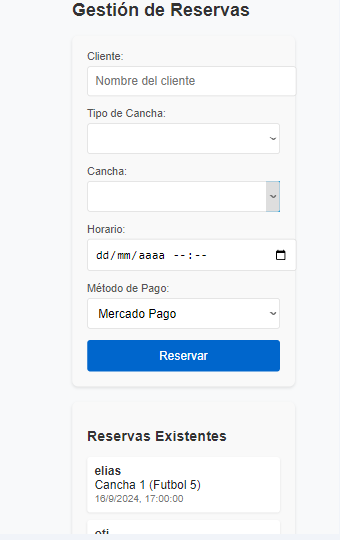 Gestión de Reservas
Cliente:
Nombre del cliente
Tipo de Cancha:
Cancha:
Horario:
dd/mm/aaaa --:--
Método de Pago:
Mercado Pago
Reservar
Reservas Existentes
elias
Cancha 1 (Futbol 5)
16/9/2024, 17:00:00